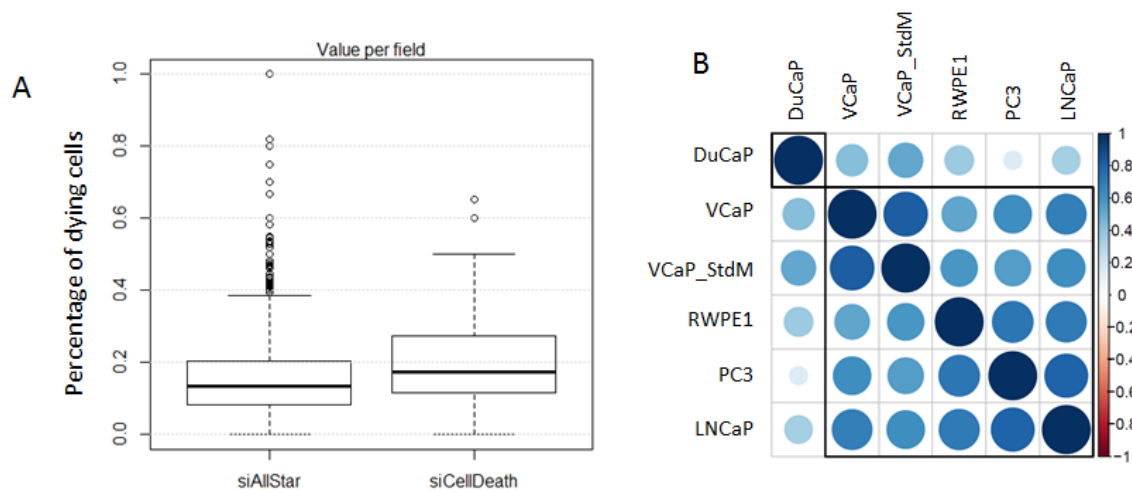 A
Value per field
Percentage of dying cells
1.0
0.8
0.6
0.4
0.2
0.0
siAllStar
siCellDeath
B
DuCaP
VCaP
VCaP_StdM
RWPE1
PC3
LNCaP
DuCaP
VCaP
VCaP_StdM
RWPE1
PC3
LNCaP
1
0.8
0.6
0.4
0.2
0
-0.2
-0.4
-0.6
-0.8
-1